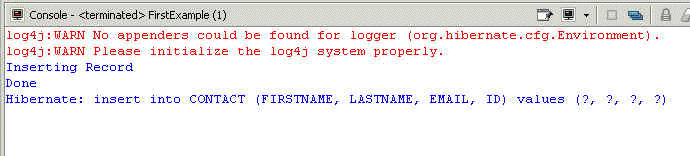 Console - <terminated> FirstExample (1)
log4j:WARN No appenders could be found for logger (org.hibernate.cfg.Environment).
log4j:WARN Please initialize the log4j system properly.
Inserting Record
Done
Hibernate: insert into CONTACT (FIRSTNAME, LASTNAME, EMAIL, ID) values (?, ?, ?, ?)